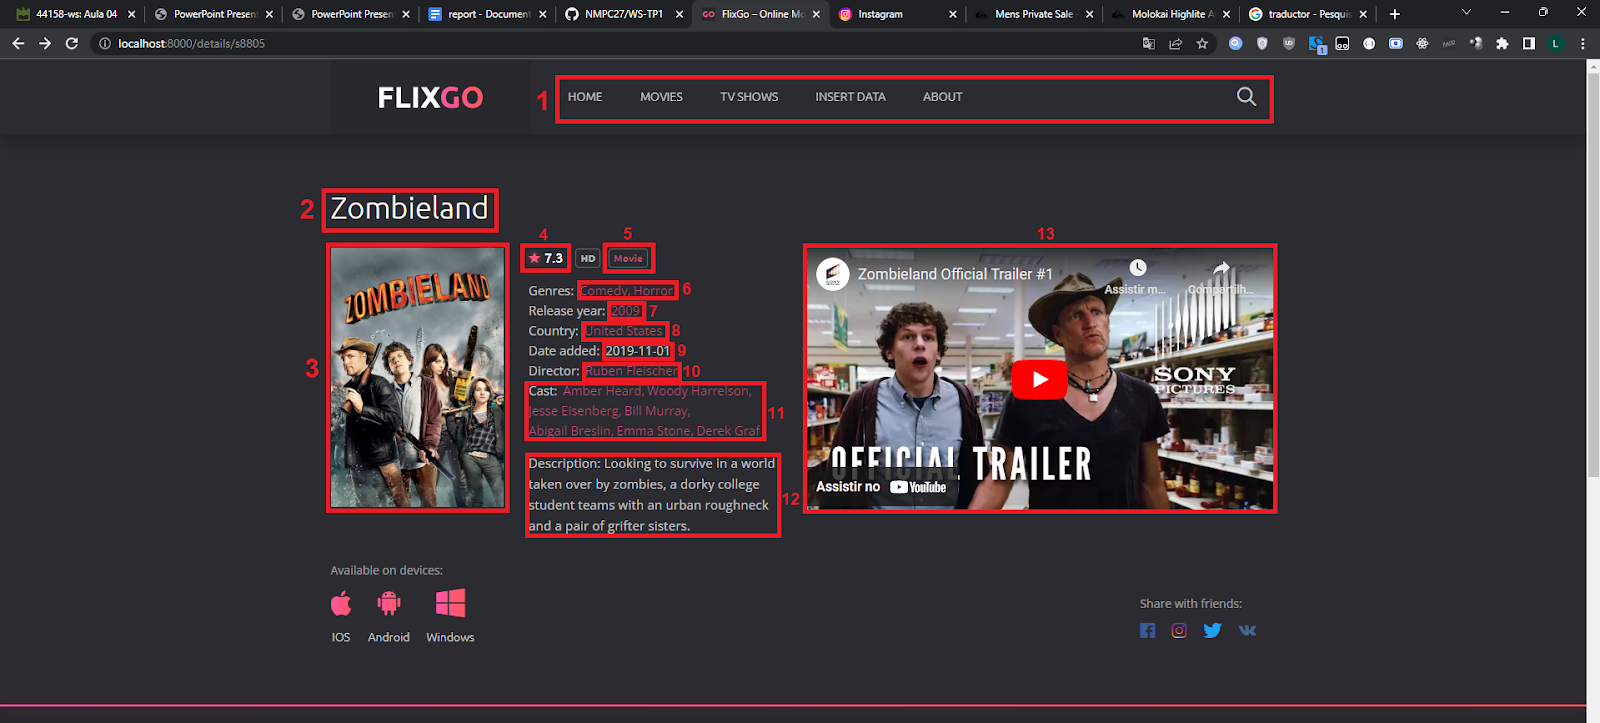 44158-ws: Aula 04
PowerPoint Presen
PowerPoint Presen
report - Document
NMPC27/WS-TP1
FlixGo – Online Mo
Instagram
Mens Private Sale
Molokai Highlite A
traductor - Pesquis
localhost:8000/details/s8805
FLIXGO
1
HOME
MOVIES
TV SHOWS
INSERT DATA
ABOUT
2
Zombieland
3
ZOMBIELAND
4
★ 7.3
HD
5
Movie
Genres: Comedy, Horror 6
Release year: 2009 7
Country: United States 8
Date added: 2019-11-01 9
Director: Ruben Fleischer 10
Cast: Amber Heard, Woody Harrelson,
Jesse Eisenberg, Bill Murray,
Abigail Breslin, Emma Stone, Derek Graf
11
Description: Looking to survive in a world
taken over by zombies, a dorky college
student teams with an urban roughneck
and a pair of grifter sisters.
12
13
Zombieland Official Trailer #1
Assistir m...
Compartilh...
SONY
PICTURES
OFFICIAL TRAILER
Assistir no YouTube
Available on devices:
IOS
Android
Windows
Share with friends: